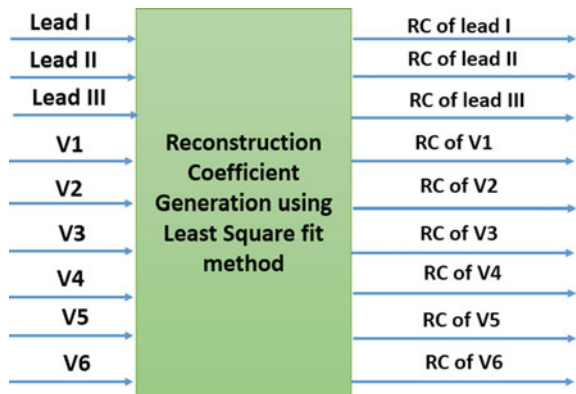 Lead I
Lead II
Lead III
V1
V2
V3
V4
V5
V6
Reconstruction
Coefficient
Generation using
Least Square fit
method
RC of lead I
RC of lead II
RC of lead III
RC of V1
RC of V2
RC of V3
RC of V4
RC of V5
RC of V6